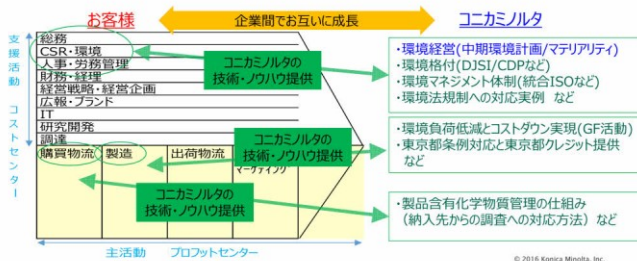 お客様
企業間でお互いに成長
コニカミノルタ
支援活動 コストセンター
総務
CSR・環境
人事・労務管理
財務・経理
経営戦略・経営企画
広報・ブランド
IT
研究開発
調達
購買物流
製造
出荷物流
マーケティング
コニカミノルタの
技術・ノウハウ提供
コニカミノルタの
技術・ノウハウ提供
コニカミノルタの
技術・ノウハウ提供
・環境経営(中期環境計画/マテリアリティ)
・環境格付(DJSI/CDPなど)
・環境マネジメント体制(統合ISOなど)
・環境法規制への対応実例 など
・環境負荷低減とコストダウン実現(GF活動)
・東京都条例対応と東京都クレジット提供
など
・製品含有化学物質管理の仕組み
（納入先からの調査への対応方法）など
主活動 プロフットセンター
© 2016 Konica Minolta, Inc.